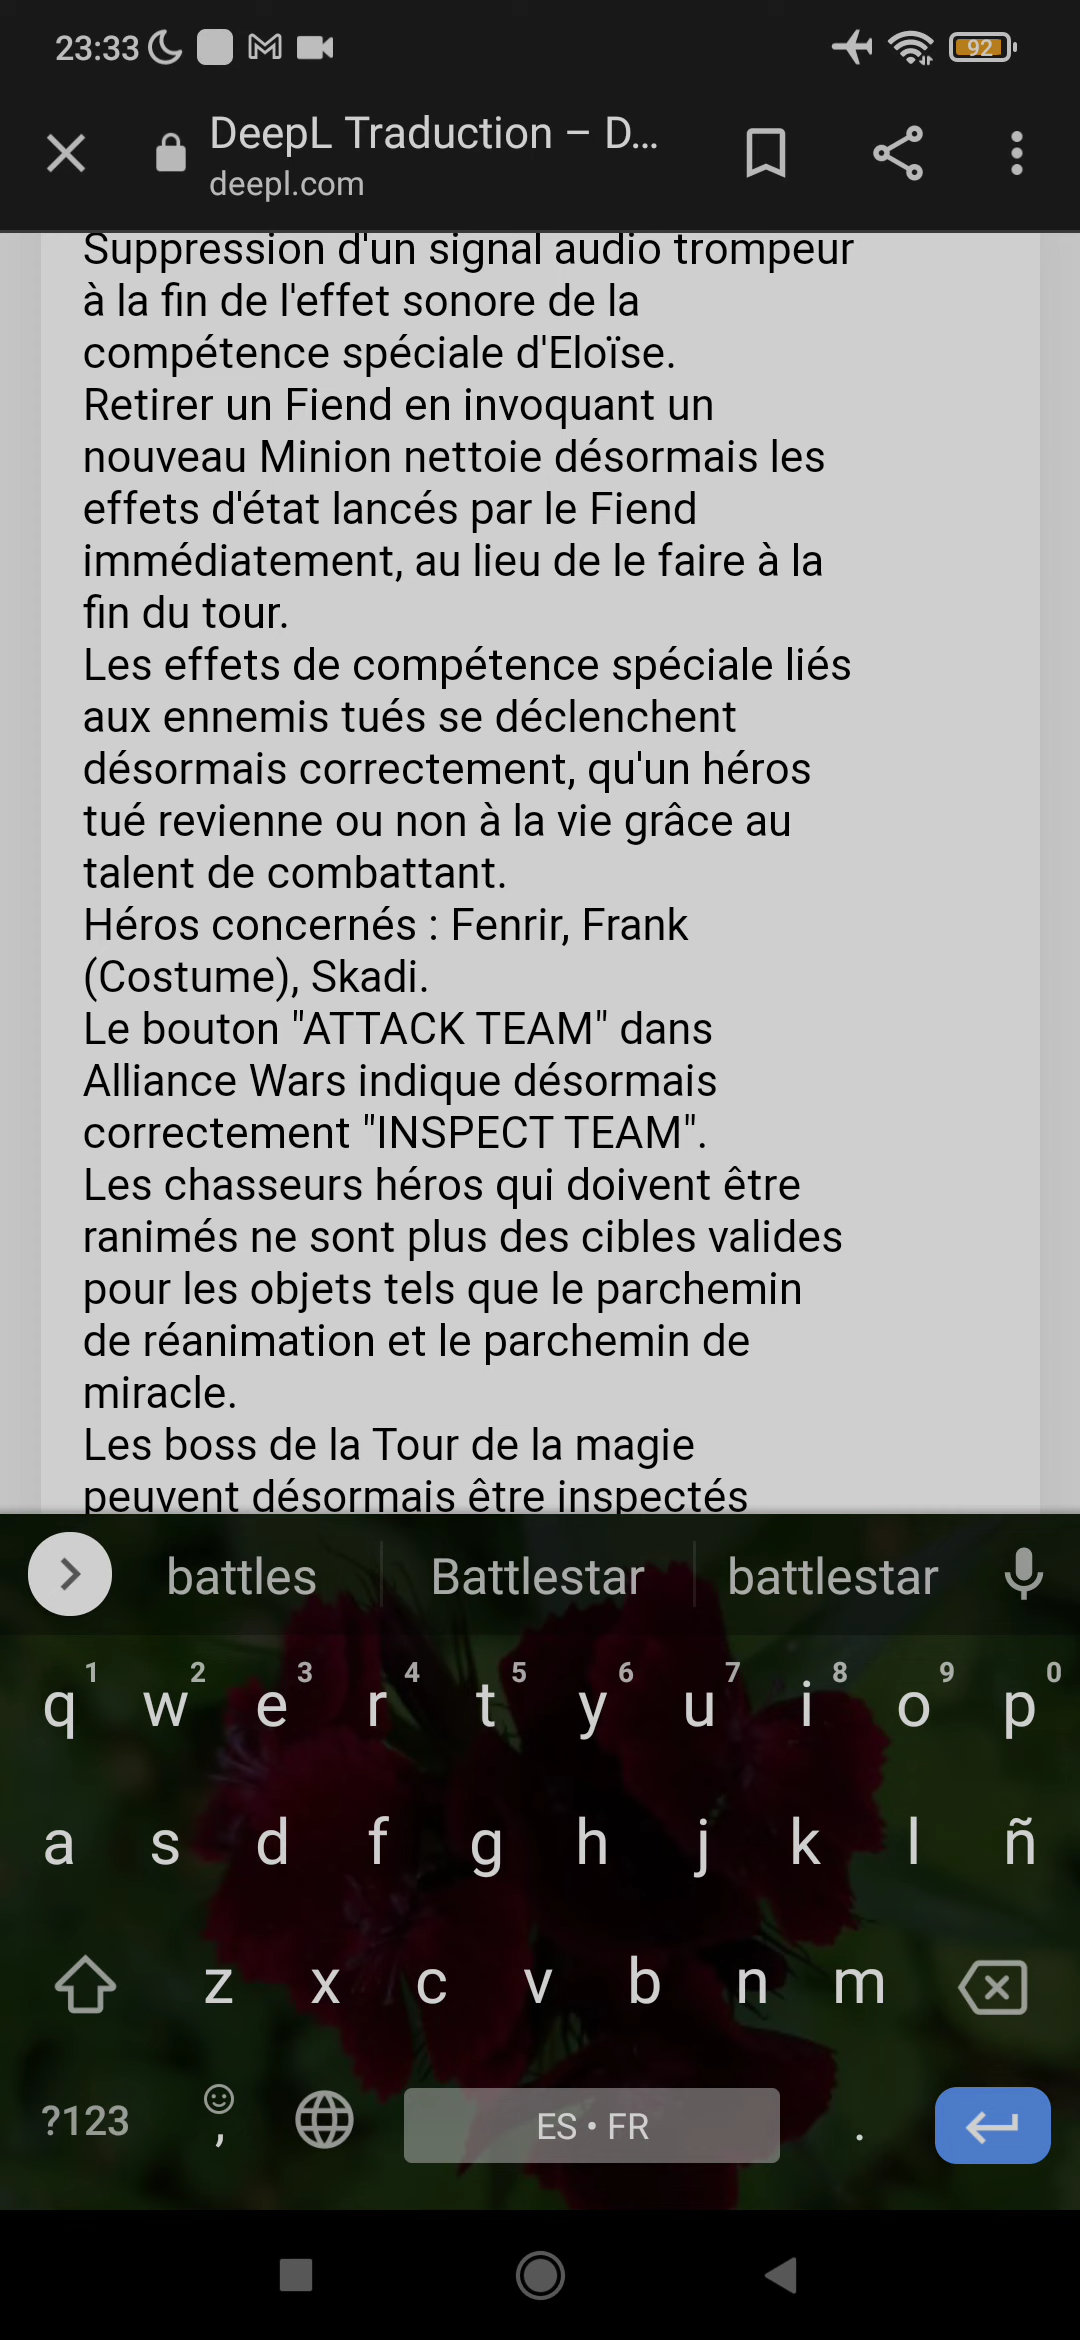 23:33 92
DeepL Traduction – D...
deepl.com
Suppression d'un signal audio trompeur
à la fin de l'effet sonore de la
compétence spéciale d'Eloïse.
Retirer un Fiend en invoquant un
nouveau Minion nettoie désormais les
effets d'état lancés par le Fiend
immédiatement, au lieu de le faire à la
fin du tour.
Les effets de compétence spéciale liés
aux ennemis tués se déclenchent
désormais correctement, qu'un héros
tué revienne ou non à la vie grâce au
talent de combattant.
Héros concernés : Fenrir, Frank
(Costume), Skadi.
Le bouton "ATTACK TEAM" dans
Alliance Wars indique désormais
correctement "INSPECT TEAM".
Les chasseurs héros qui doivent être
ranimés ne sont plus des cibles valides
pour les objets tels que le parchemin
de réanimation et le parchemin de
miracle.
Les boss de la Tour de la magie
peuvent désormais être inspectés
battles Battlestar battlestar
1 2 3 4 5 6 7 8 9 0
q w e r t y u i o p
a s d f g h j k l ñ
z x c v b n m
?123 , ES • FR .